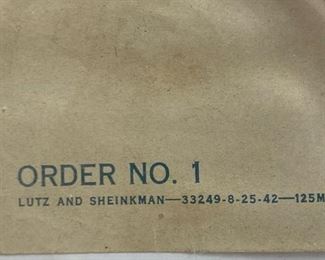 ORDER NO. 1
LUTZ AND SHEINKMAN—33249-8-25-42—125M